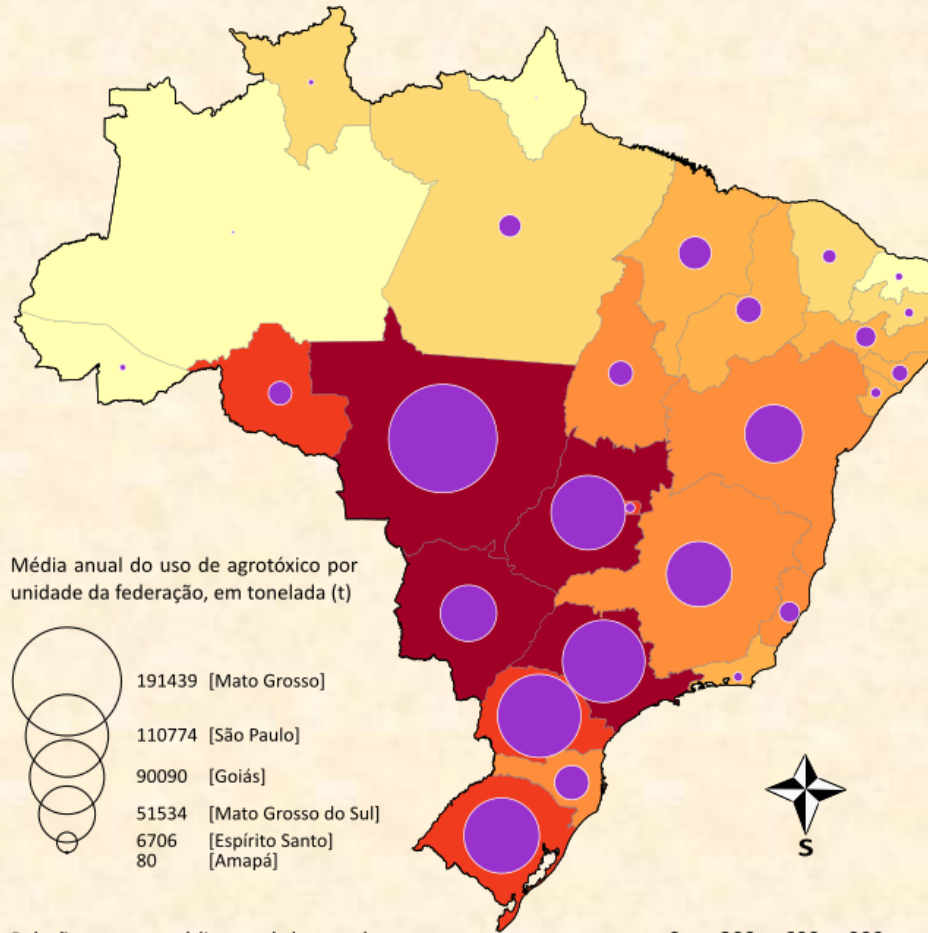 Média anual do uso de agrotóxico por
unidade da federação, em tonelada (t)
191439 [Mato Grosso]
110774 [São Paulo]
90090 [Goiás]
51534 [Mato Grosso do Sul]
6706 [Espírito Santo]
80 [Amapá]
S